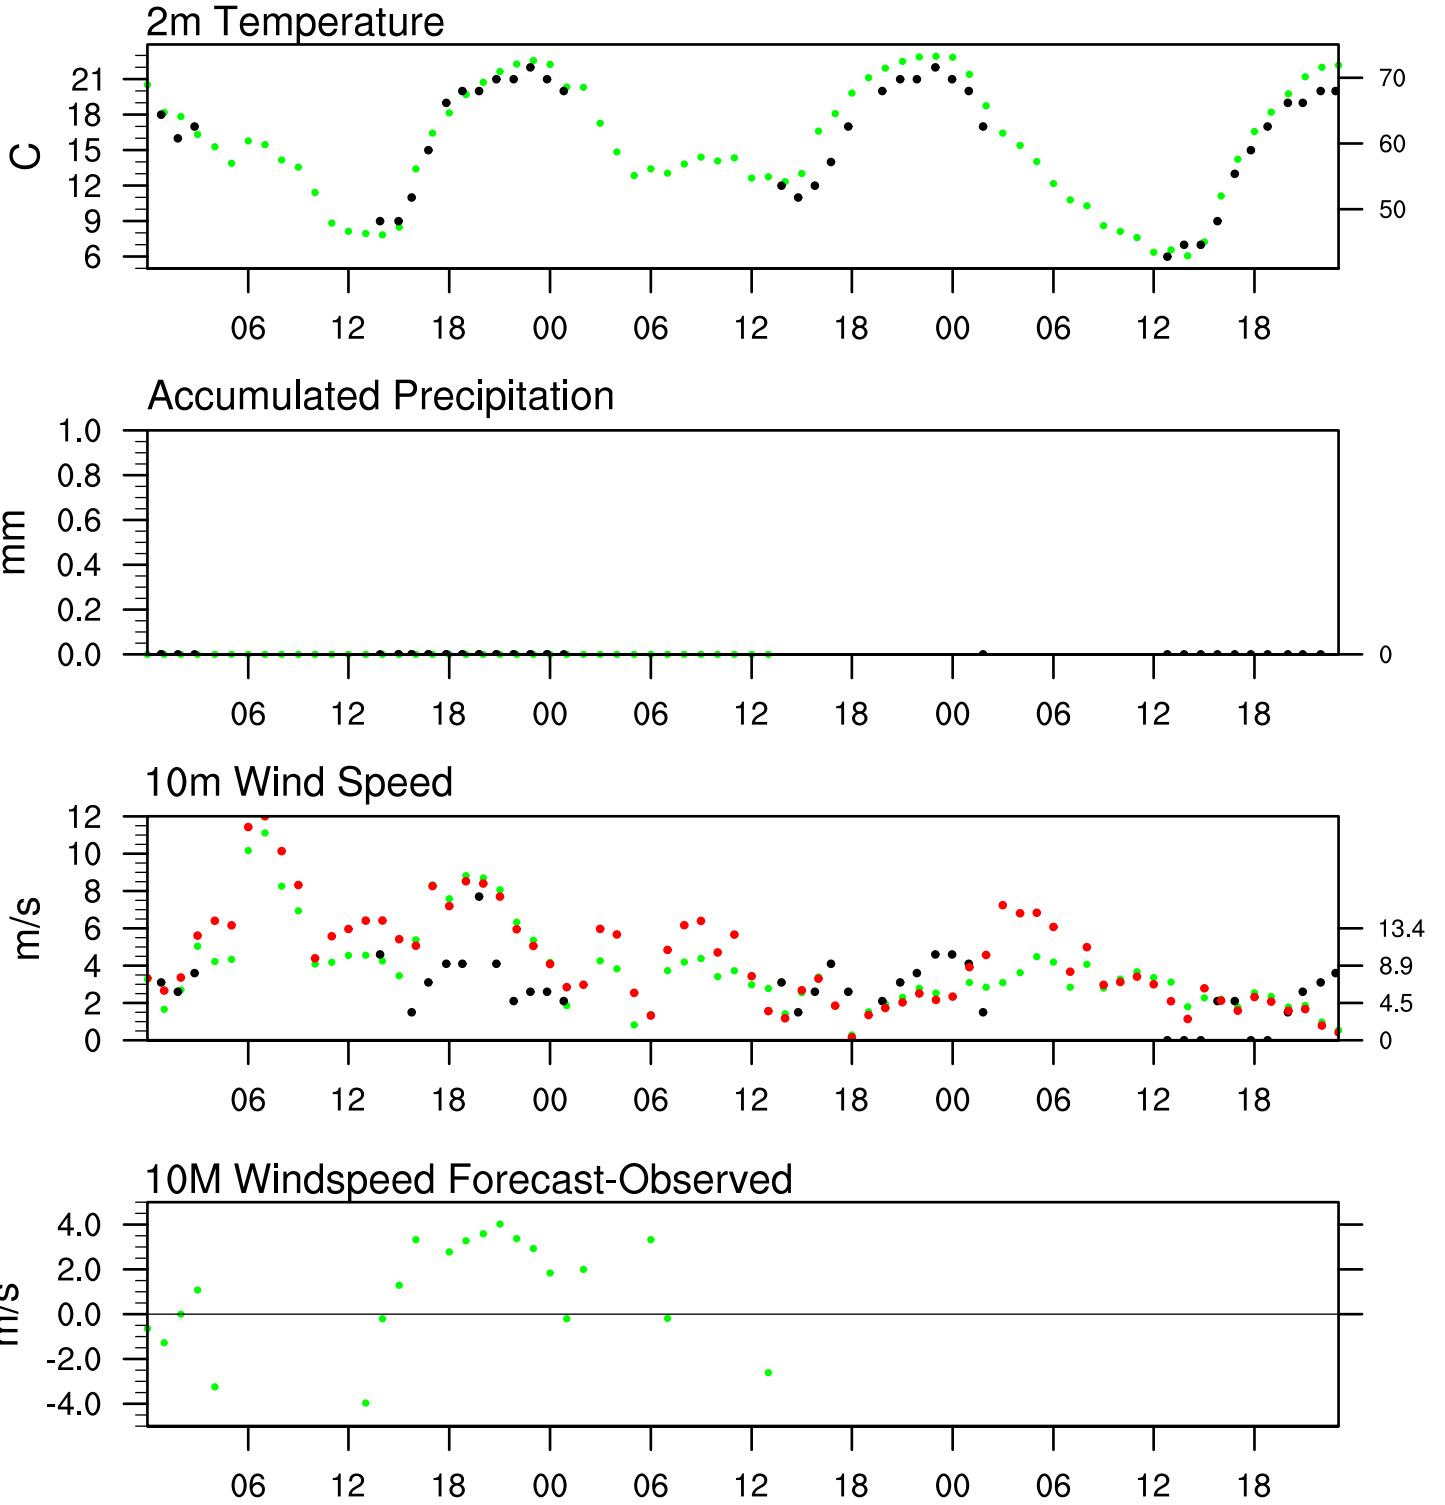 2m Temperature
21
18
15
12
9
6
C
70
60
50
06 12 18 00 06 12 18 00 06 12 18
Accumulated Precipitation
1.0
0.8
0.6
0.4
0.2
0.0
mm
0
06 12 18 00 06 12 18 00 06 12 18
10m Wind Speed
12
10
8
6
4
2
0
m/s
13.4
8.9
4.5
0
06 12 18 00 06 12 18 00 06 12 18
10M Windspeed Forecast-Observed
4.0
2.0
0.0
-2.0
-4.0
m/s
06 12 18 00 06 12 18 00 06 12 18